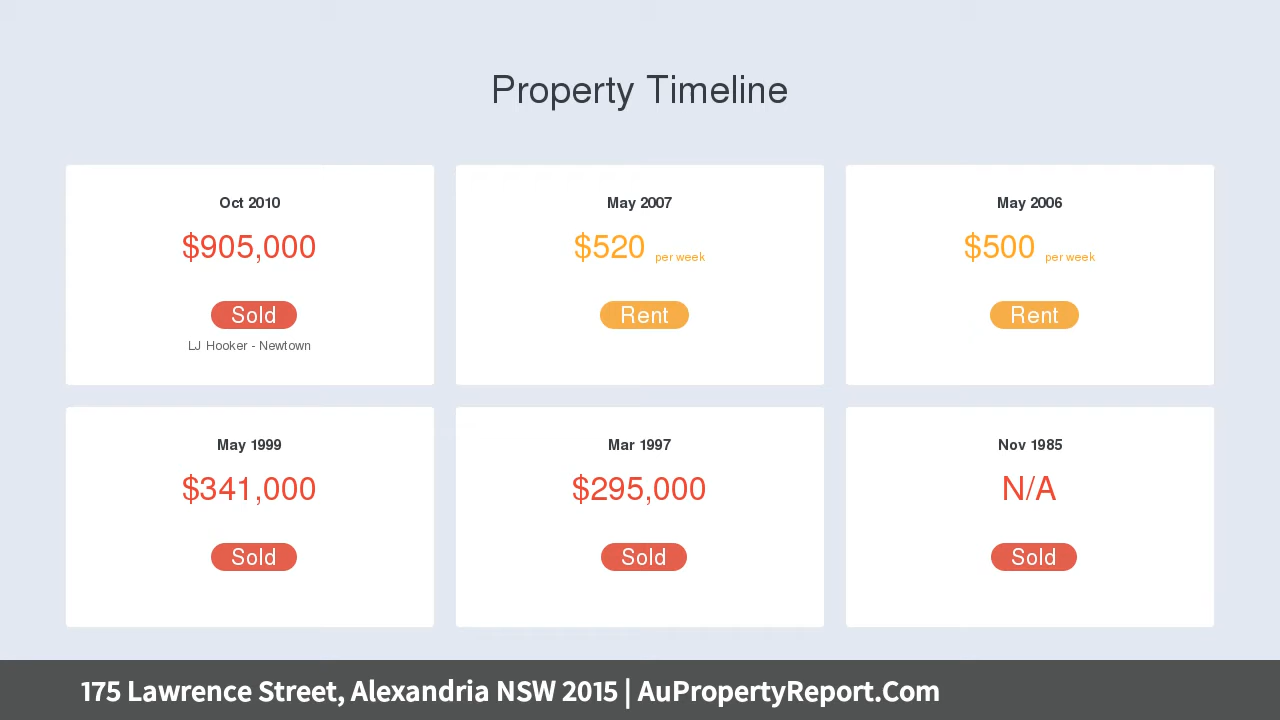 Property Timeline
Oct 2010
$905,000
Sold
LJ Hooker - Newtown
May 2007
$520 per week
Rent
May 2006
$500 per week
Rent
May 1999
$341,000
Sold
Mar 1997
$295,000
Sold
Nov 1985
N/A
Sold
175 Lawrence Street, Alexandria NSW 2015 | AuPropertyReport.Com